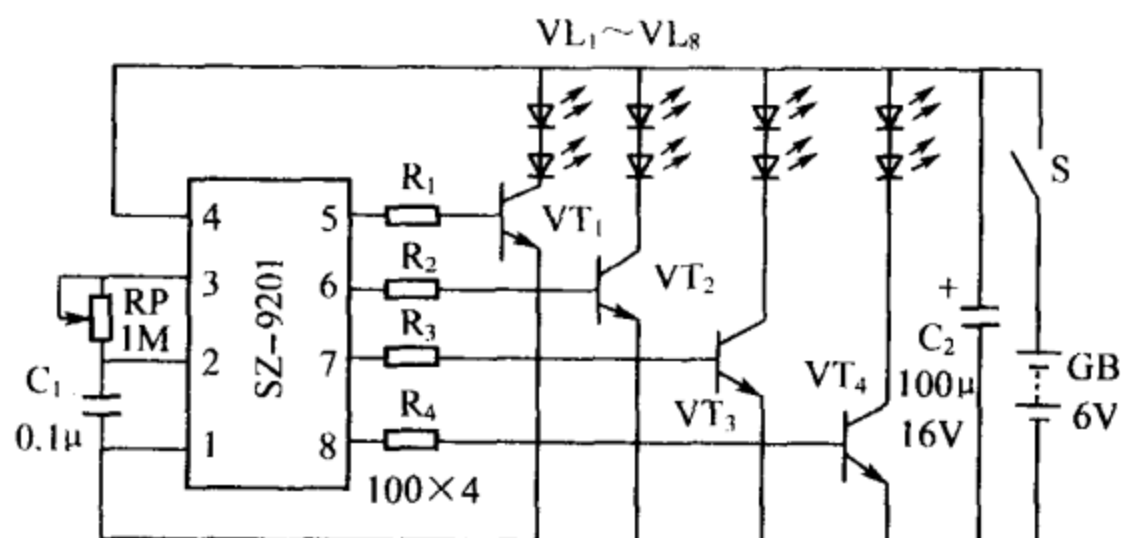 VL₁～VL₈
4
3
2
1
SZ-9201
5
6
7
8
R₁
R₂
R₃
R₄
100×4
RP
1M
C₁
0.1μ
VT₁
VT₂
VT₃
VT₄
+
C₂
100μ
16V
S
GB
6V